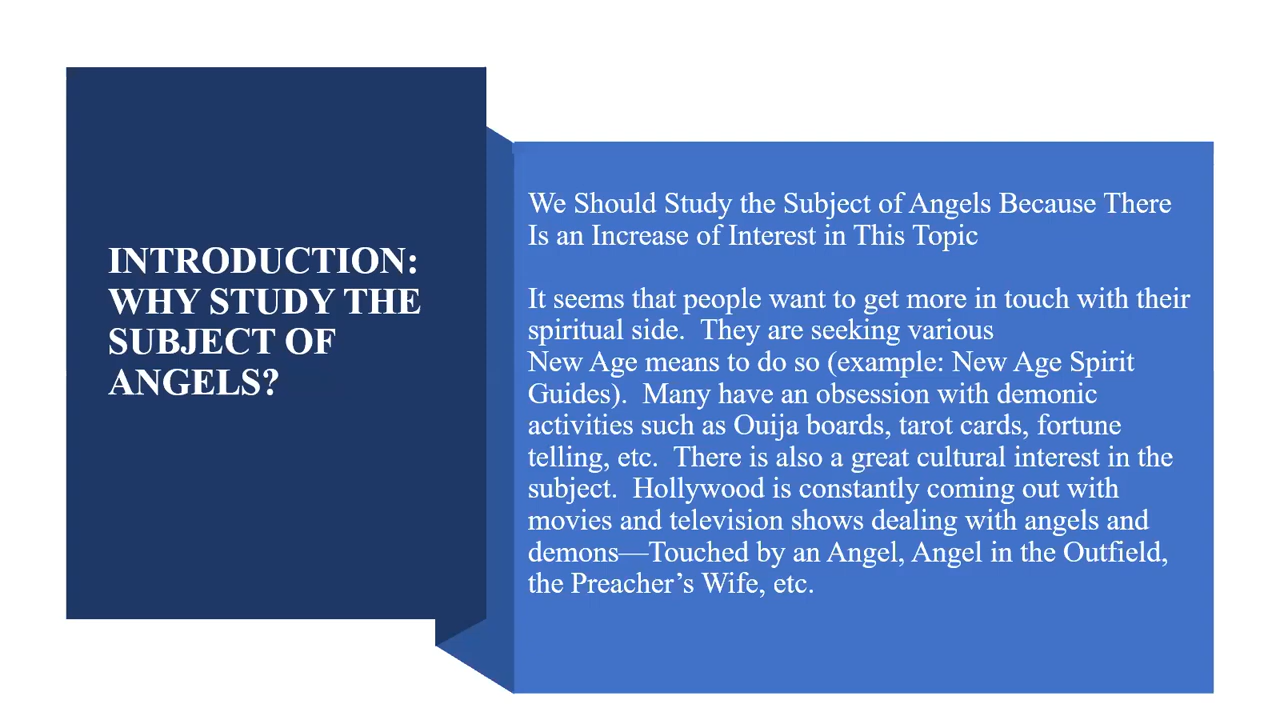 INTRODUCTION:
WHY STUDY THE
SUBJECT OF
ANGELS?
We Should Study the Subject of Angels Because There
Is an Increase of Interest in This Topic
It seems that people want to get more in touch with their
spiritual side.  They are seeking various
New Age means to do so (example: New Age Spirit
Guides).  Many have an obsession with demonic
activities such as Ouija boards, tarot cards, fortune
telling, etc.  There is also a great cultural interest in the
subject.  Hollywood is constantly coming out with
movies and television shows dealing with angels and
demons—Touched by an Angel, Angel in the Outfield,
the Preacher’s Wife, etc.